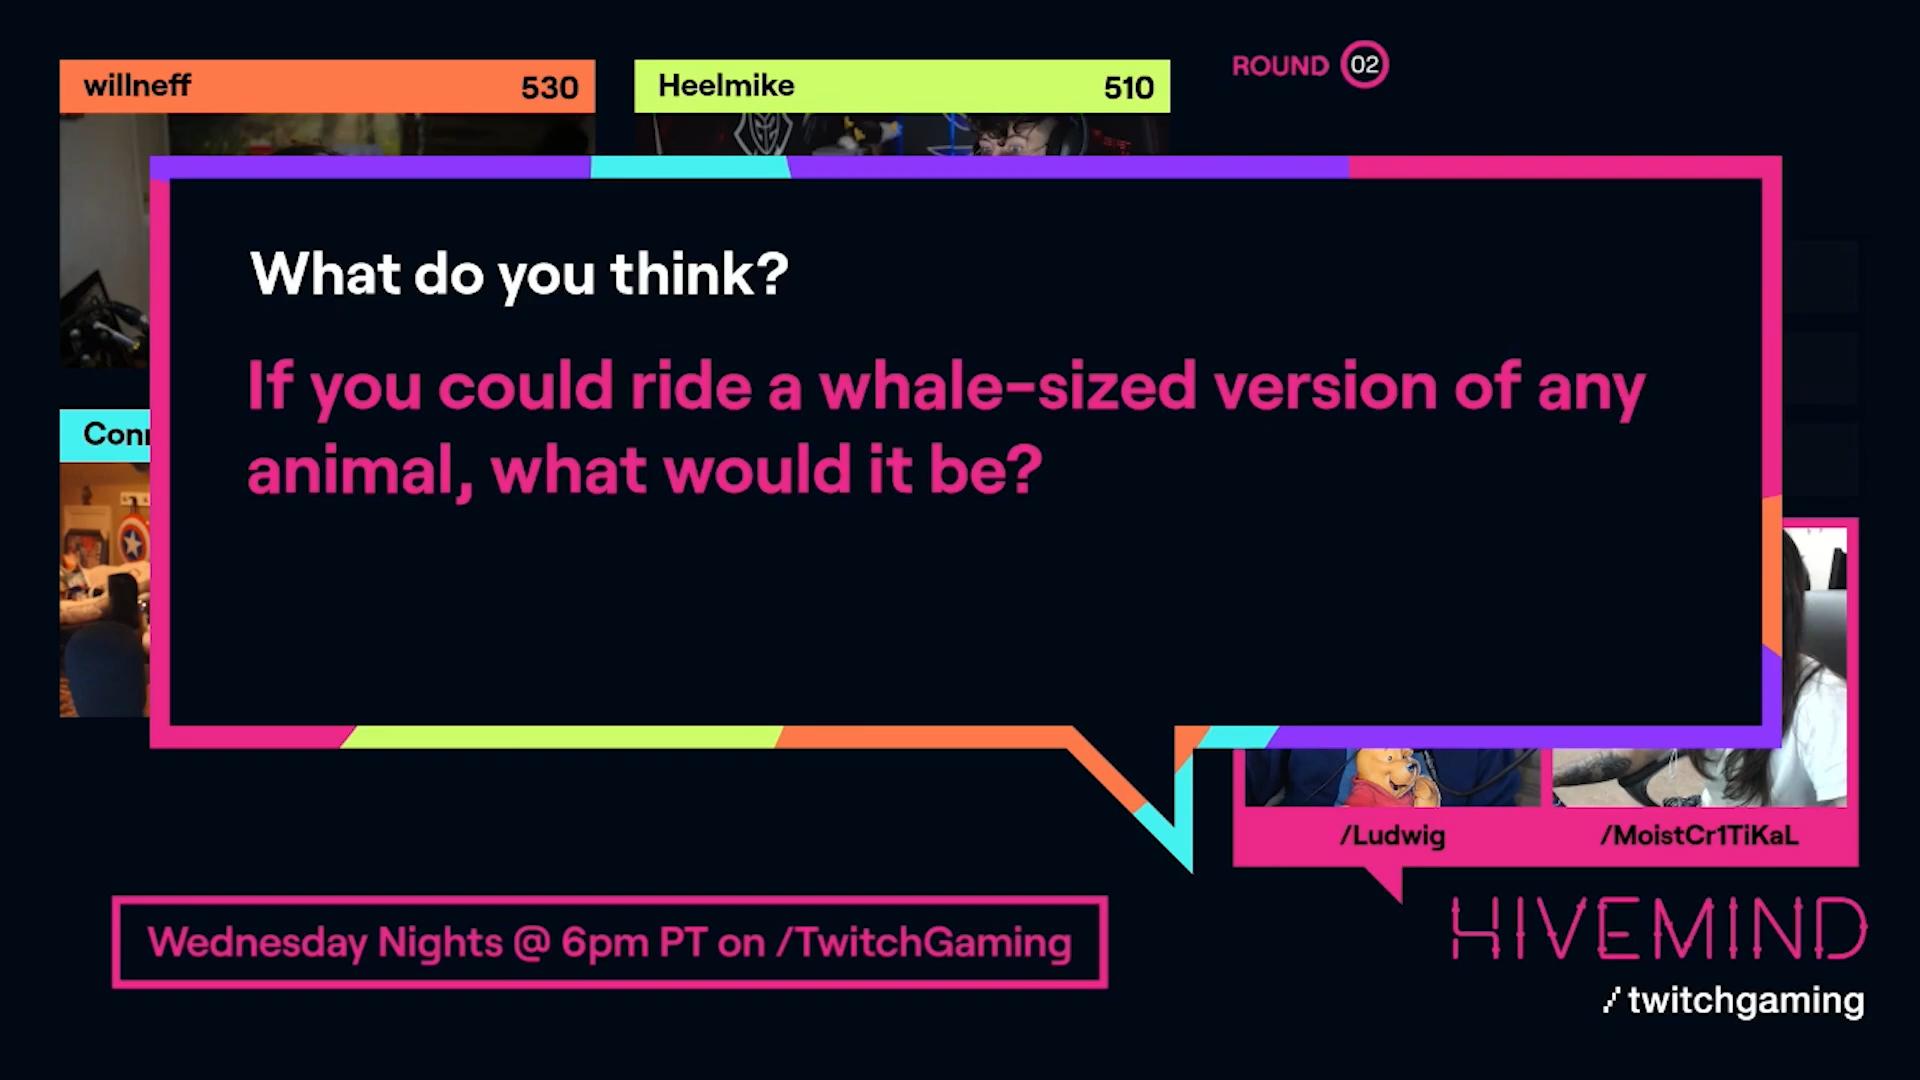 willneff 530
Heelmike 510
ROUND 02
What do you think?
If you could ride a whale-sized version of any
animal, what would it be?
Conn
/Ludwig
/MoistCr1TiKaL
Wednesday Nights @ 6pm PT on /TwitchGaming
HIVEMIND
/twitchgaming